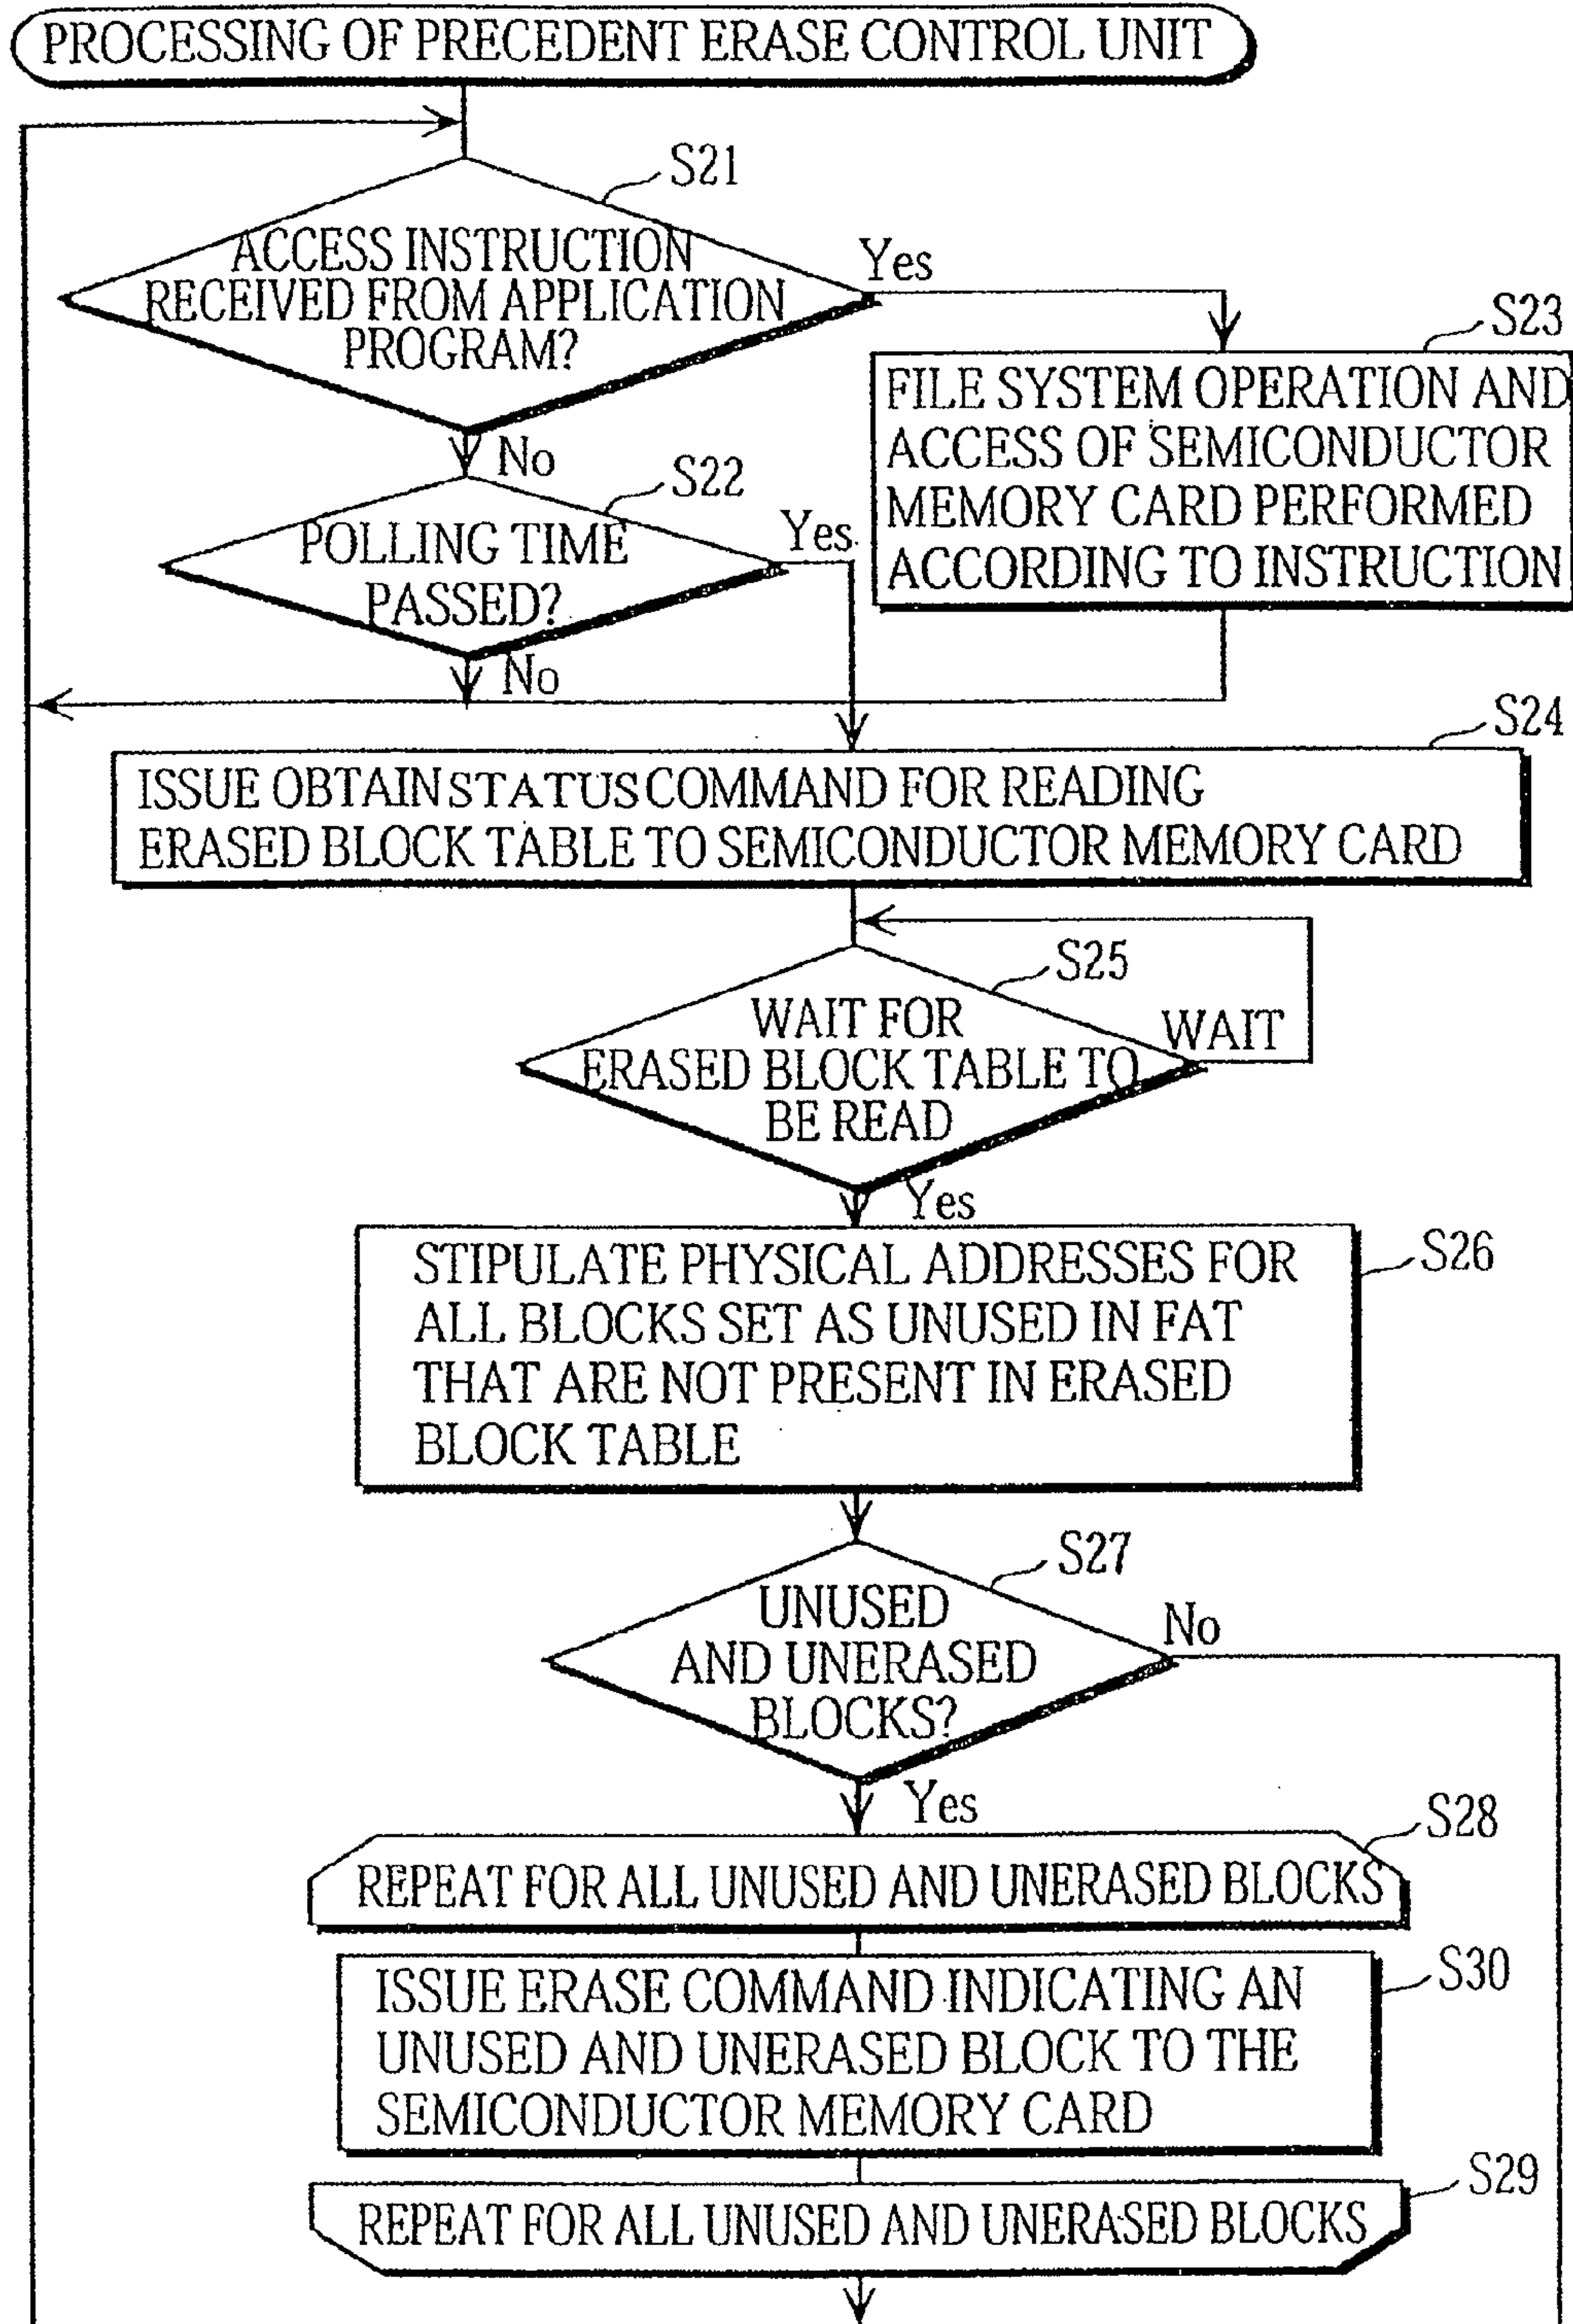 PROCESSING OF PRECEDENT ERASE CONTROL UNIT
S21
ACCESS INSTRUCTION
RECEIVED FROM APPLICATION
PROGRAM?
Yes
No
S23
FILE SYSTEM OPERATION AND
ACCESS OF SEMICONDUCTOR
MEMORY CARD PERFORMED
ACCORDING TO INSTRUCTION
S22
POLLING TIME
PASSED?
Yes
No
S24
ISSUE OBTAIN STATUS COMMAND FOR READING
ERASED BLOCK TABLE TO SEMICONDUCTOR MEMORY CARD
S25
WAIT FOR
ERASED BLOCK TABLE TO
BE READ
WAIT
Yes
S26
STIPULATE PHYSICAL ADDRESSES FOR
ALL BLOCKS SET AS UNUSED IN FAT
THAT ARE NOT PRESENT IN ERASED
BLOCK TABLE
S27
UNUSED
AND UNERASED
BLOCKS?
No
Yes
S28
REPEAT FOR ALL UNUSED AND UNERASED BLOCKS
S30
ISSUE ERASE COMMAND INDICATING AN
UNUSED AND UNERASED BLOCK TO THE
SEMICONDUCTOR MEMORY CARD
S29
REPEAT FOR ALL UNUSED AND UNERASED BLOCKS